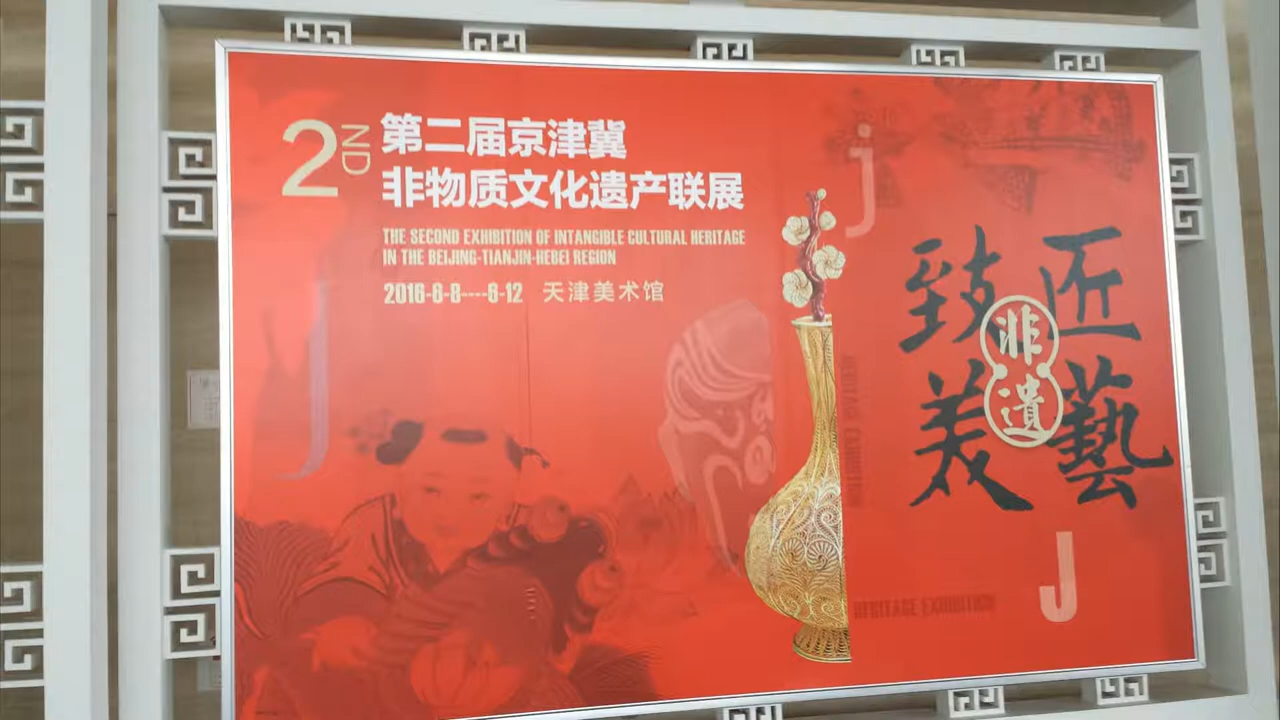 2ND
第二届京津冀
非物质文化遗产联展
THE SECOND EXHIBITION OF INTANGIBLE CULTURAL HERITAGE
IN THE BEIJING-TIANJIN-HEBEI REGION
2016-6-8----6-12 天津美术馆
j
匠藝
非遗
致美
j
HERITAGE EXHIBITION
HERITAGE EXHIBITION
J